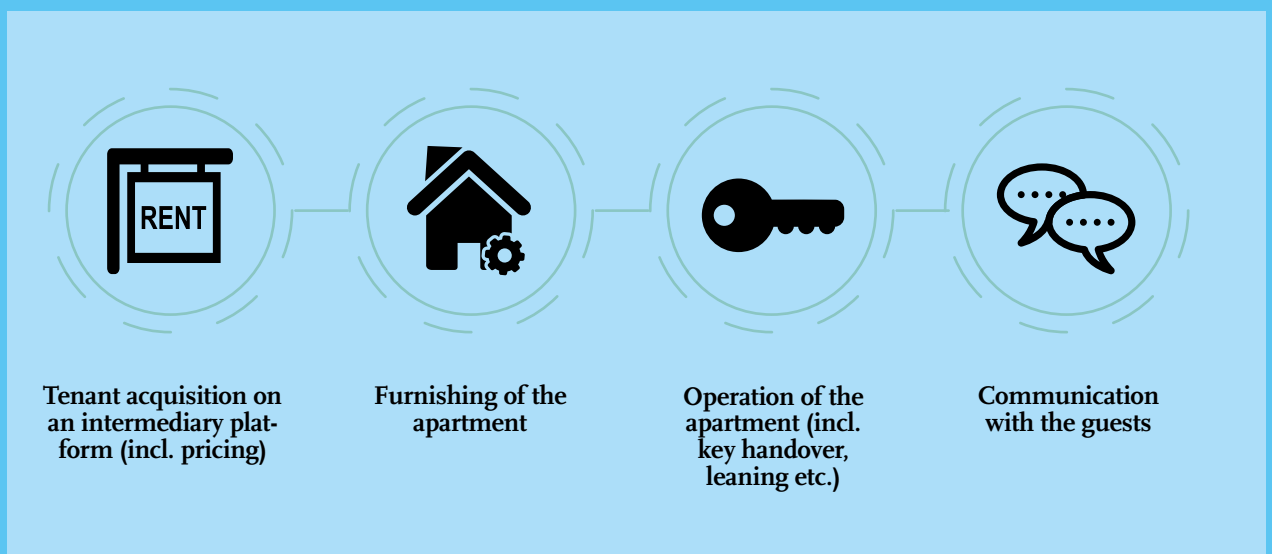 RENT
Tenant acquisition on
an intermediary plat-
form (incl. pricing)
Furnishing of the
apartment
Operation of the
apartment (incl.
key handover,
leaning etc.)
Communication
with the guests